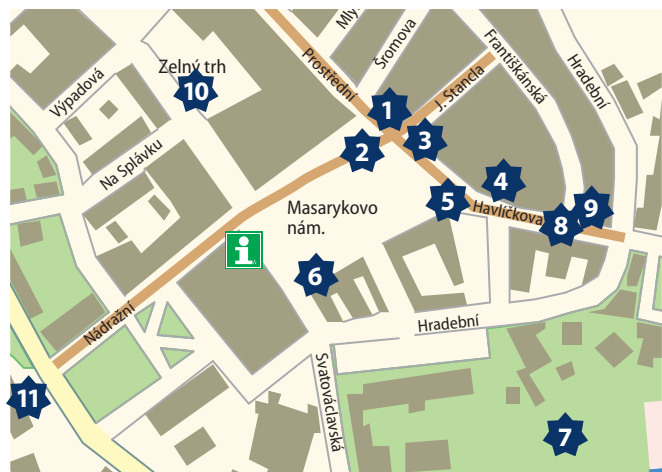 Mlý
Šromova
Františkánská
Hradební
Prostřední
Zelný trh
10
Výpadová
1
J. Stancla
3
2
Na Splávku
4
5
Havlíčkova
9
8
Masarykovo
nám.
i
6
Nádražní
Hradební
Svatováclavská
11
7